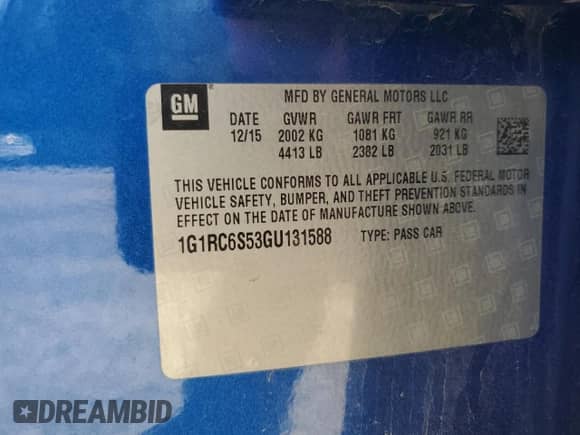 GM
MFD BY GENERAL MOTORS LLC
DATE GVWR GAWR FRT GAWR RR
12/15 2002 KG 1081 KG 921 KG
4413 LB 2382 LB 2031 LB
THIS VEHICLE CONFORMS TO ALL APPLICABLE U.S. FEDERAL MOTOR
VEHICLE SAFETY, BUMPER, AND THEFT PREVENTION STANDARDS IN
EFFECT ON THE DATE OF MANUFACTURE SHOWN ABOVE.
1G1RC6S53GU131588 TYPE: PASS CAR
DREAMBID